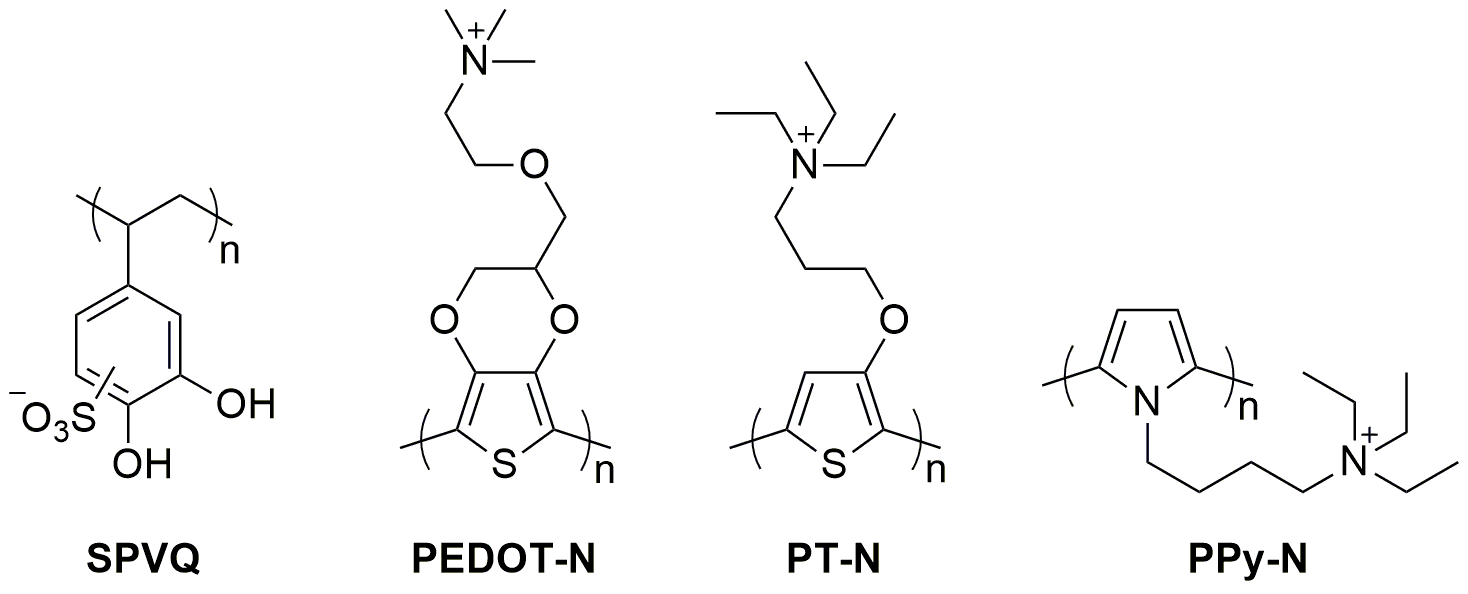 N+
O
O O
S
n
SPVQ
n
−O3S
OH
OH
PEDOT-N
N+
O
S
n
PT-N
N
n
N+
PPy-N